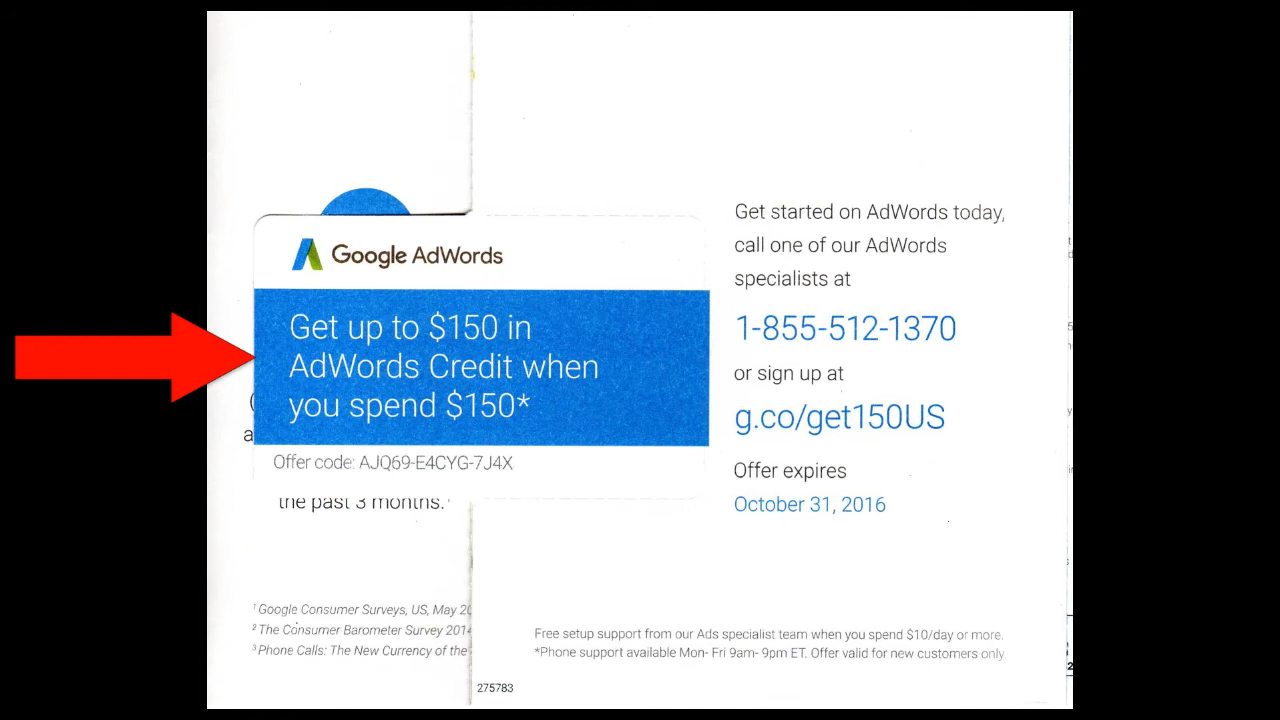 Google AdWords
Get up to $150 in
AdWords Credit when
you spend $150*
Offer code: AJQ69-E4CYG-7J4X
the past 3 months.¹
¹ Google Consumer Surveys, US, May
² The Consumer Barometer Survey 2014
³ Phone Calls: The New Currency of the
Get started on AdWords today,
call one of our AdWords
specialists at
1-855-512-1370
or sign up at
g.co/get150US
Offer expires
October 31, 2016
Free setup support from our Ads specialist team when you spend $10/day or more.
*Phone support available Mon- Fri 9am- 9pm ET. Offer valid for new customers only.
275783